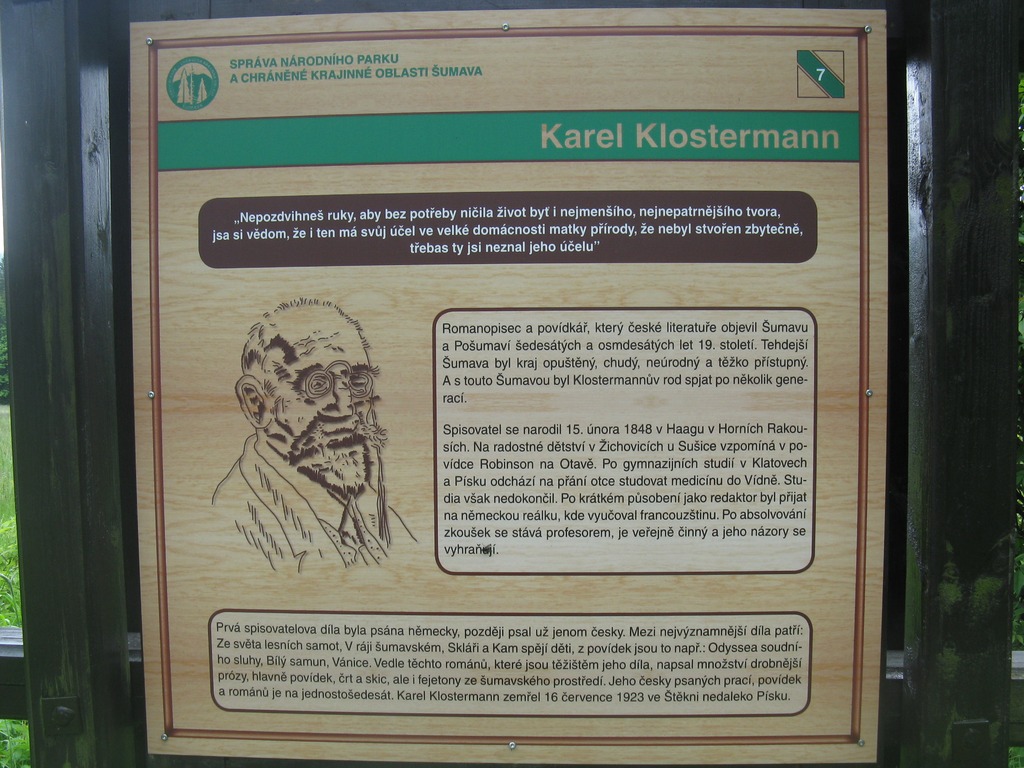 SPRÁVA NÁRODNÍHO PARKU
A CHRÁNĚNÉ KRAJINNÉ OBLASTI ŠUMAVA
7
Karel Klostermann
„Nepozdvihneš ruky, aby bez potřeby ničila život byť i nejmenšího, nejnepatrnějšího tvora,
jsa si vědom, že i ten má svůj účel ve velké domácnosti matky přírody, že nebyl stvořen zbytečně,
třebas ty jsi neznal jeho účelu”
Romanopisec a povídkář, který české literatuře objevil Šumavu
a Pošumaví šedesátých a osmdesátých let 19. století. Tehdejší
Šumava byl kraj opuštěný, chudý, neúrodný a těžko přístupný.
A s touto Šumavou byl Klostermannův rod spjat po několik gene-
rací.
Spisovatel se narodil 15. února 1848 v Haagu v Horních Rakou-
sích. Na radostné dětství v Žichovicích u Sušice vzpomíná v po-
vídce Robinson na Otavě. Po gymnazijních studií v Klatovech
a Písku odchází na přání otce studovat medicínu do Vídně. Stu-
dia však nedokončil. Po krátkém působení jako redaktor byl přijat
na německou reálku, kde vyučoval francouzštinu. Po absolvování
zkoušek se stává profesorem, je veřejně činný a jeho názory se
vyhraňují.
Prvá spisovatelova díla byla psána německy, později psal už jenom česky. Mezi nejvýznamnější díla patří:
Ze světa lesních samot, V ráji šumavském, Skláři a Kam spějí děti, z povídek jsou to např.: Odyssea soudní-
ho sluhy, Bílý samun, Vánice. Vedle těchto románů, které jsou těžištěm jeho díla, napsal množství drobnější
prózy, hlavně povídek, črt a skic, ale i fejetony ze šumavského prostředí. Jeho česky psaných prací, povídek
a románů je na jednostošedesát. Karel Klostermann zemřel 16 července 1923 ve Štěkni nedaleko Písku.